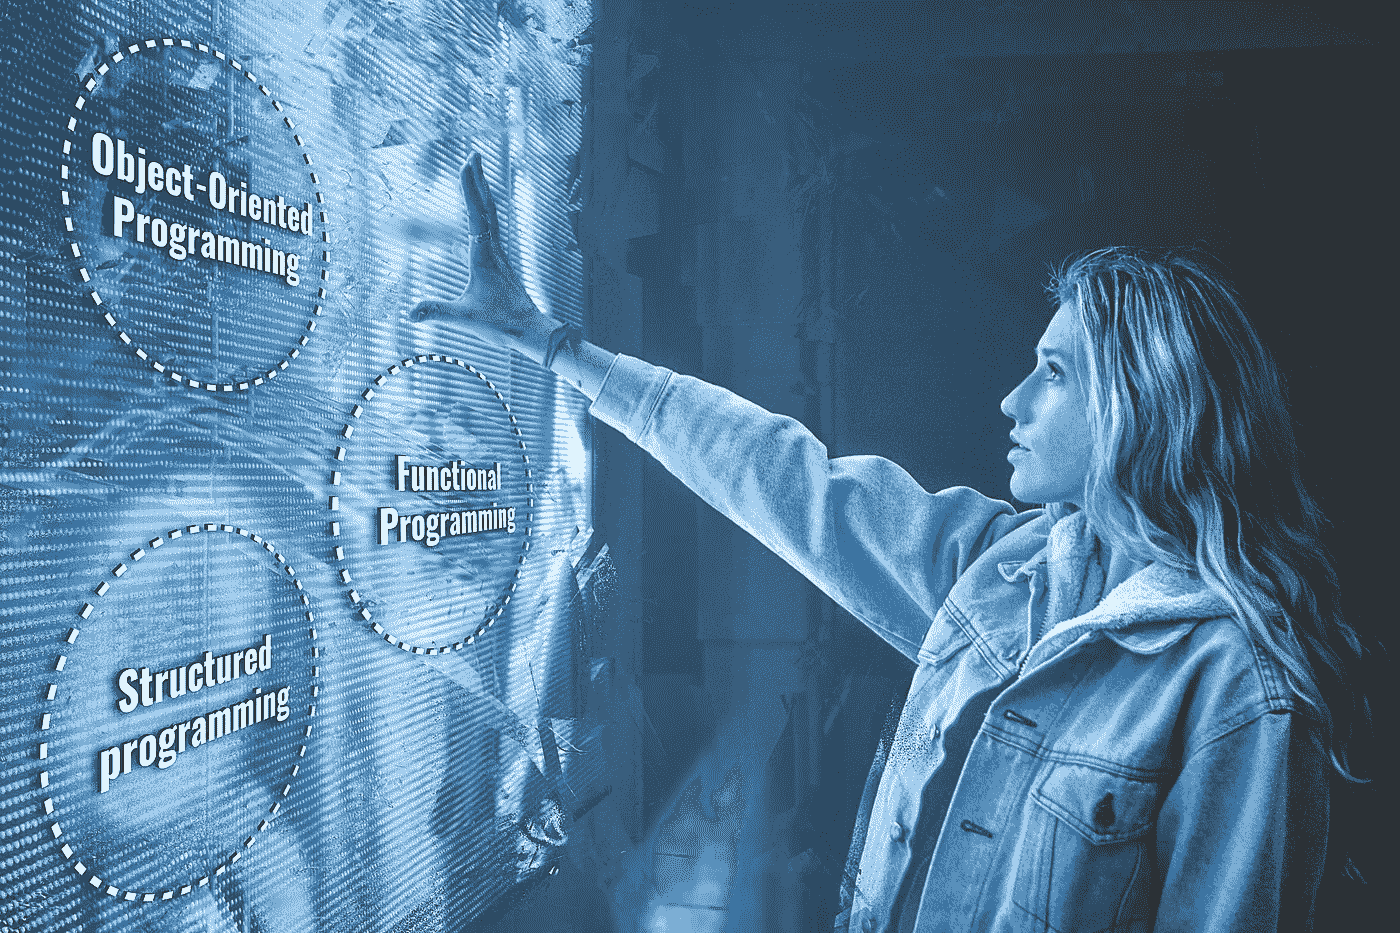 Object-Oriented
Programming
Functional
Programming
Structured
programming